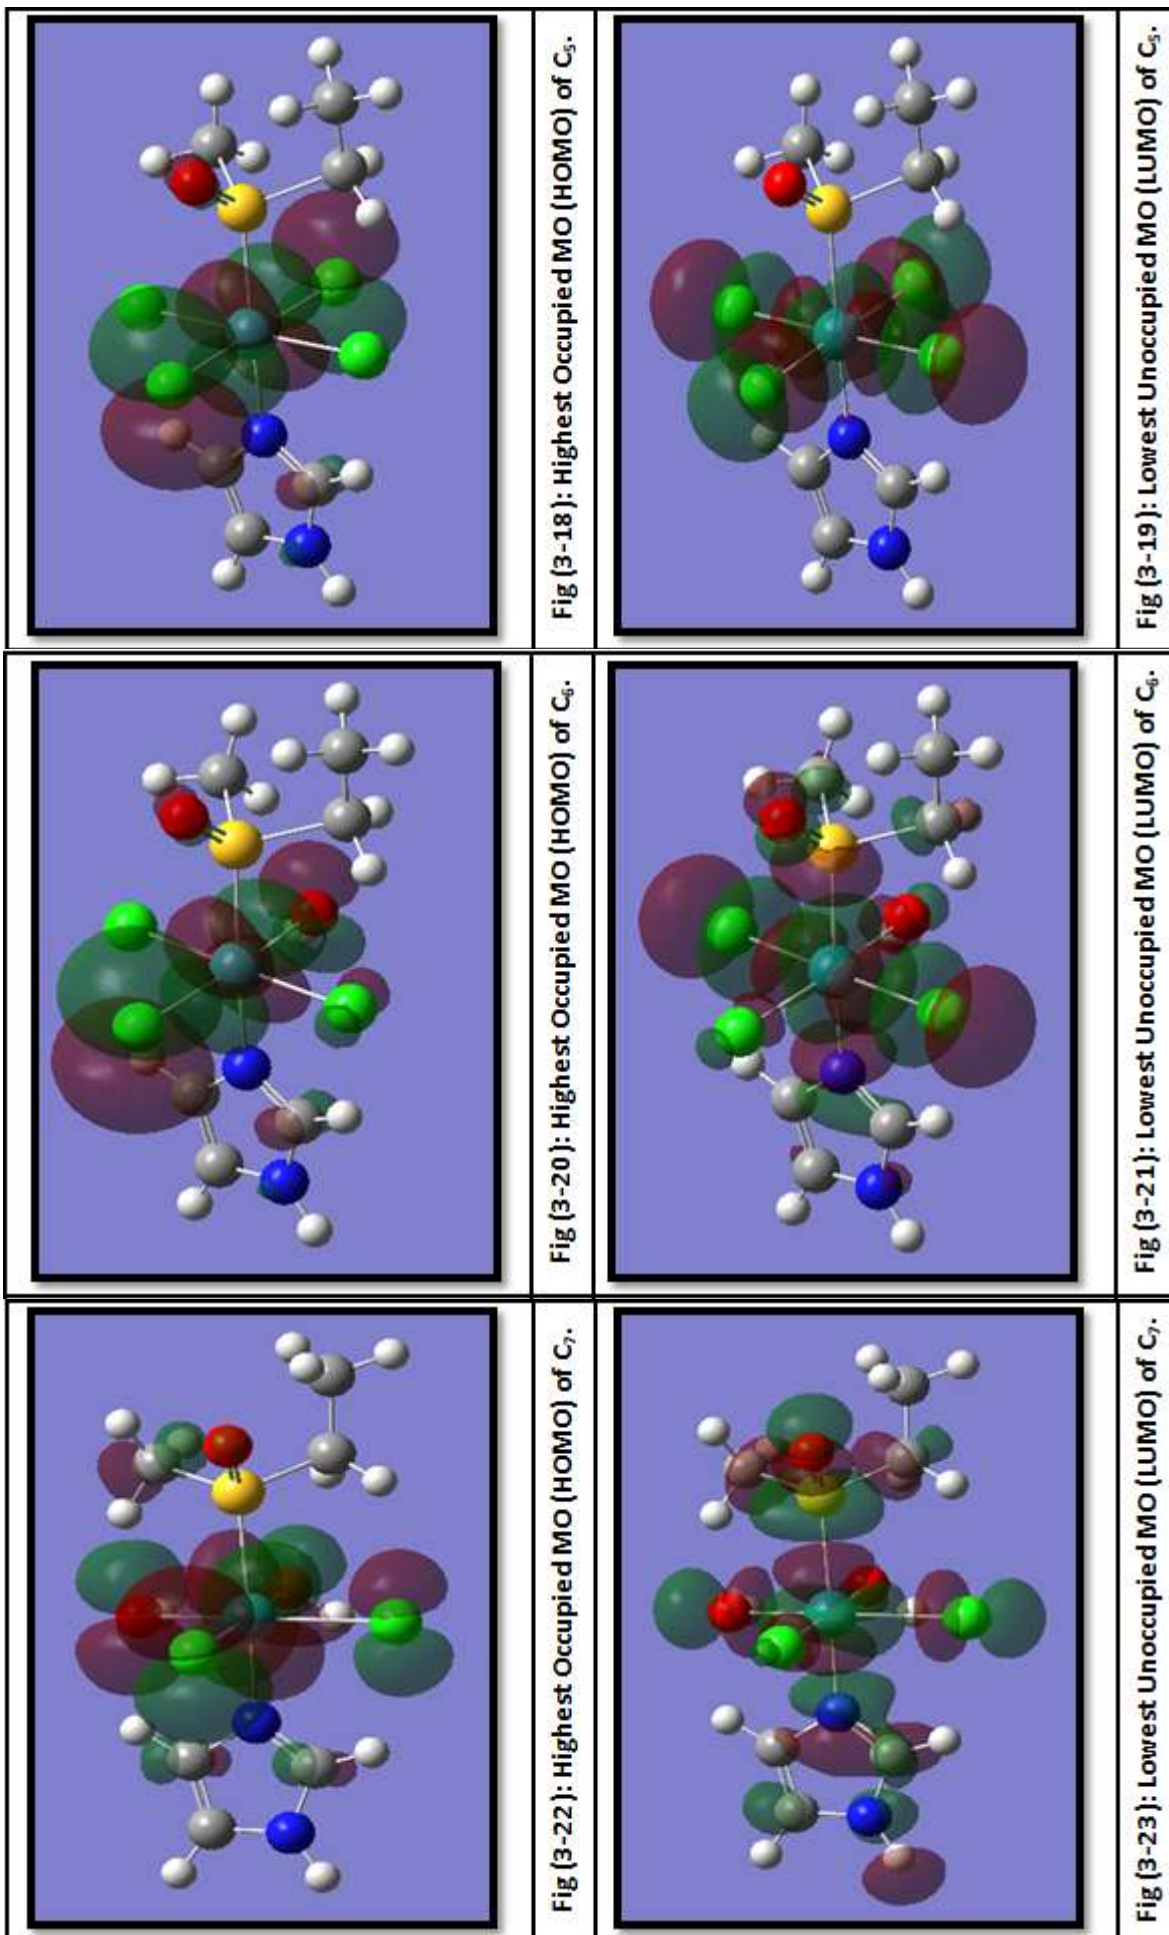 Fig (3-18): Highest Occupied MO (HOMO) of C₅.
Fig (3-19): Lowest Unoccupied MO (LUMO) of C₅.
Fig (3-20): Highest Occupied MO (HOMO) of C₆.
Fig (3-21): Lowest Unoccupied MO (LUMO) of C₆.
Fig (3-22): Highest Occupied MO (HOMO) of C₇.
Fig (3-23): Lowest Unoccupied MO (LUMO) of C₇.